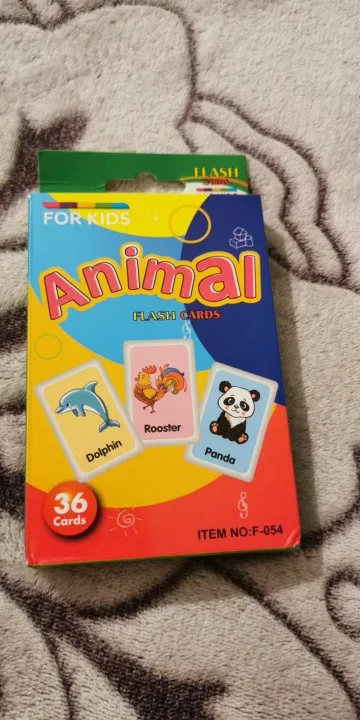 FLASH
FOR KIDS
Animal
FLASH CARDS
Dolphin
Rooster
Panda
36
Cards
ITEM NO:F-054